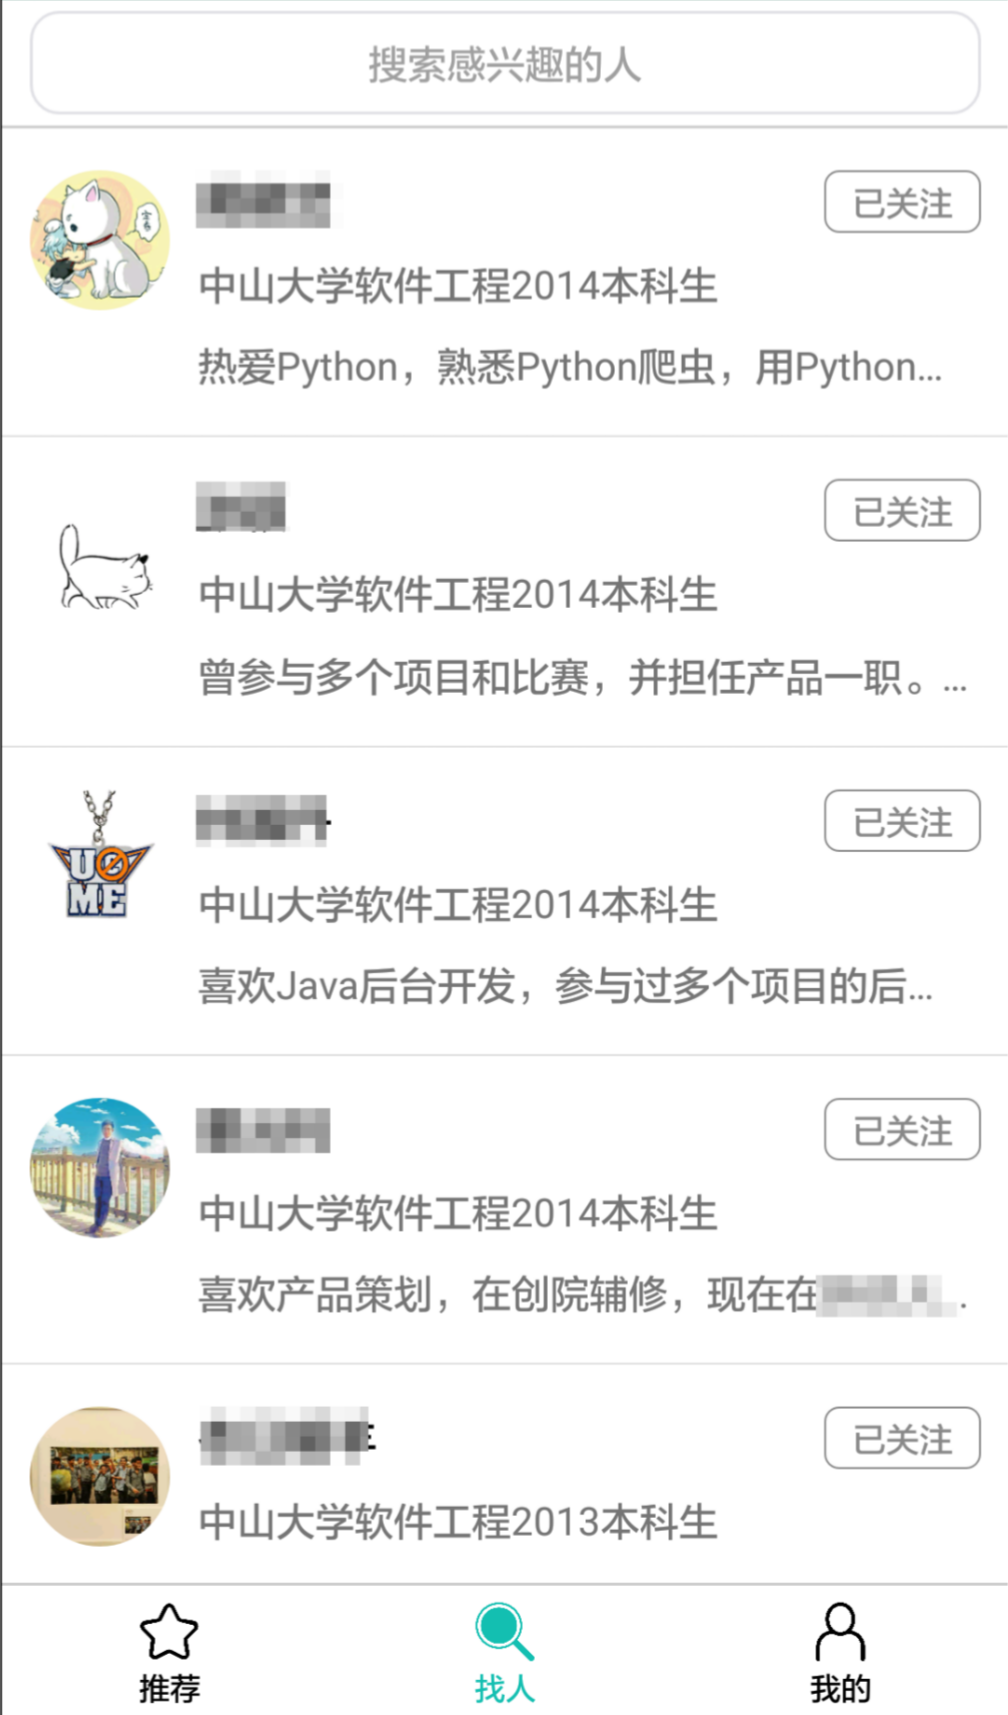 搜索感兴趣的人
已关注
中山大学软件工程2014本科生
热爱Python，熟悉Python爬虫，用Python...
已关注
中山大学软件工程2014本科生
曾参与多个项目和比赛，并担任产品一职。...
U
ME
已关注
中山大学软件工程2014本科生
喜欢Java后台开发，参与过多个项目的后...
已关注
中山大学软件工程2014本科生
喜欢产品策划，在创院辅修，现在在
已关注
中山大学软件工程2013本科生
推荐
找人
我的